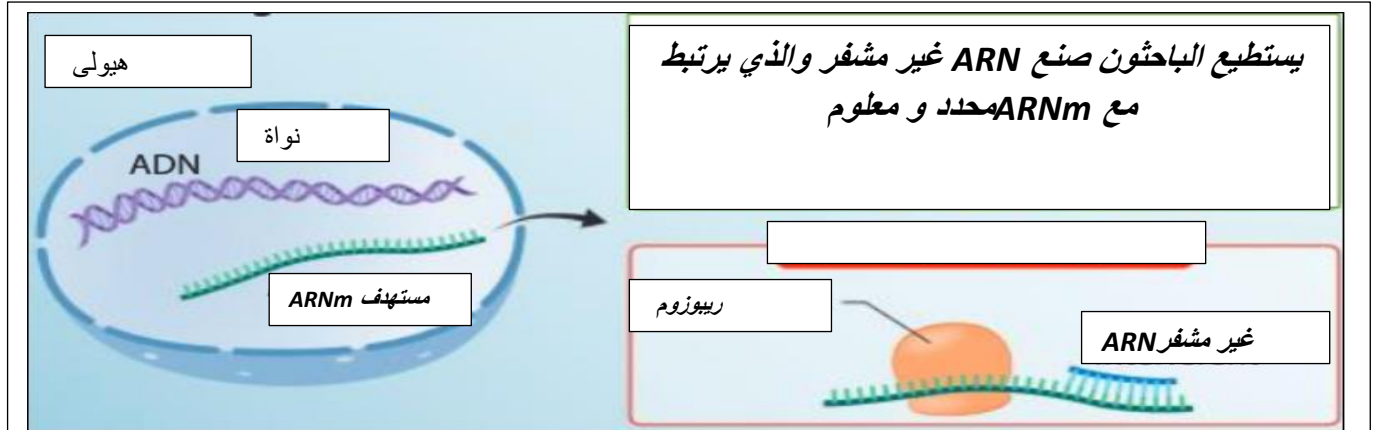 هيولى
نواة
ADN
مستهدف ARNm
يستطيع الباحثون صنع ARN غير مشفر والذي يرتبط
مع ARNmمحدد و معلوم
ريبوزوم
غير مشفرARN